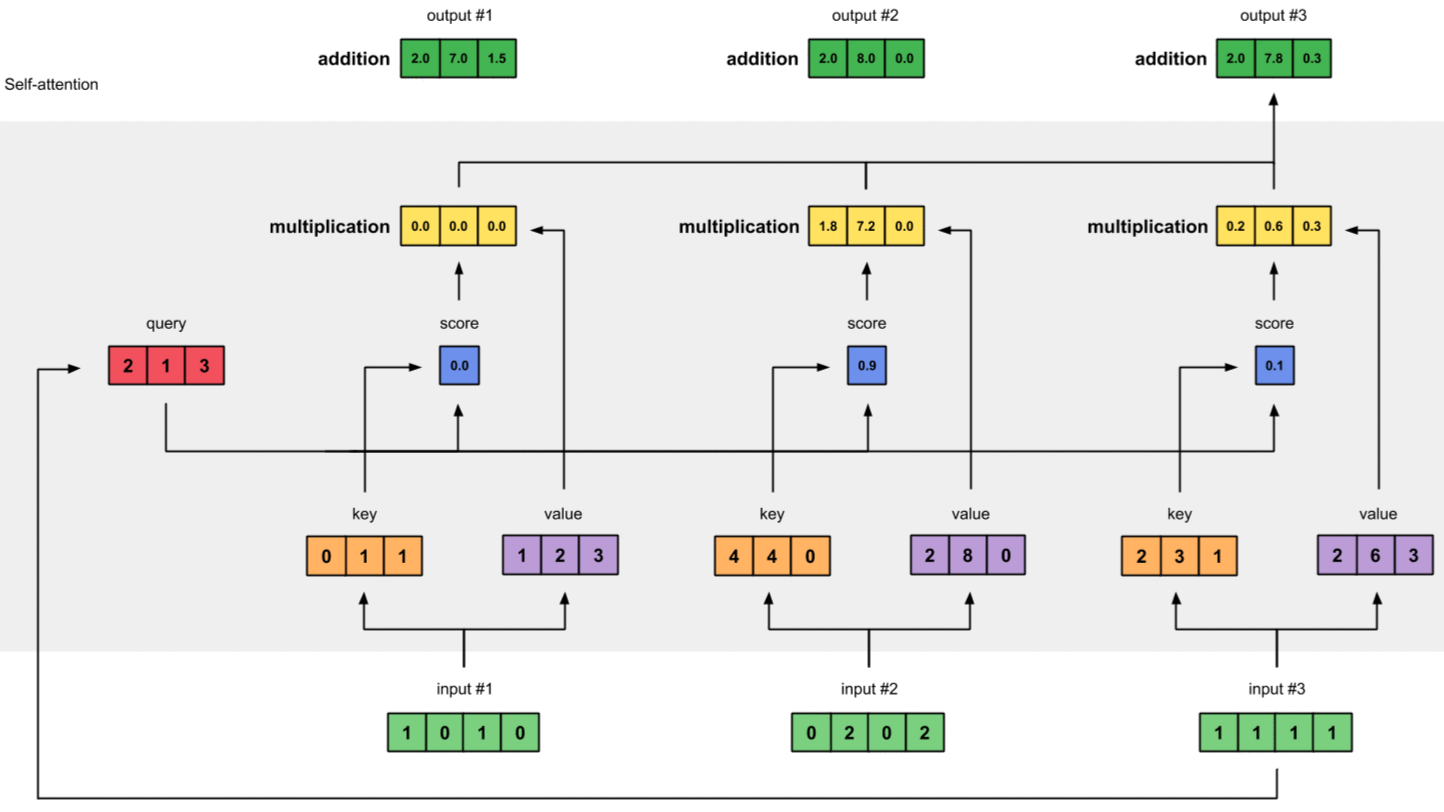 output #1 output #2 output #3
addition 2.0 7.0 1.5 addition 2.0 8.0 0.0 addition 2.0 7.8 0.3
Self-attention
multiplication 0.0 0.0 0.0 multiplication 1.8 7.2 0.0 multiplication 0.2 0.6 0.3
query score score score
2 1 3 0.0 0.9 0.1
key value key value key value
0 1 1 1 2 3 4 4 0 2 8 0 2 3 1 2 6 3
input #1 input #2 input #3
1 0 1 0 0 2 0 2 1 1 1 1